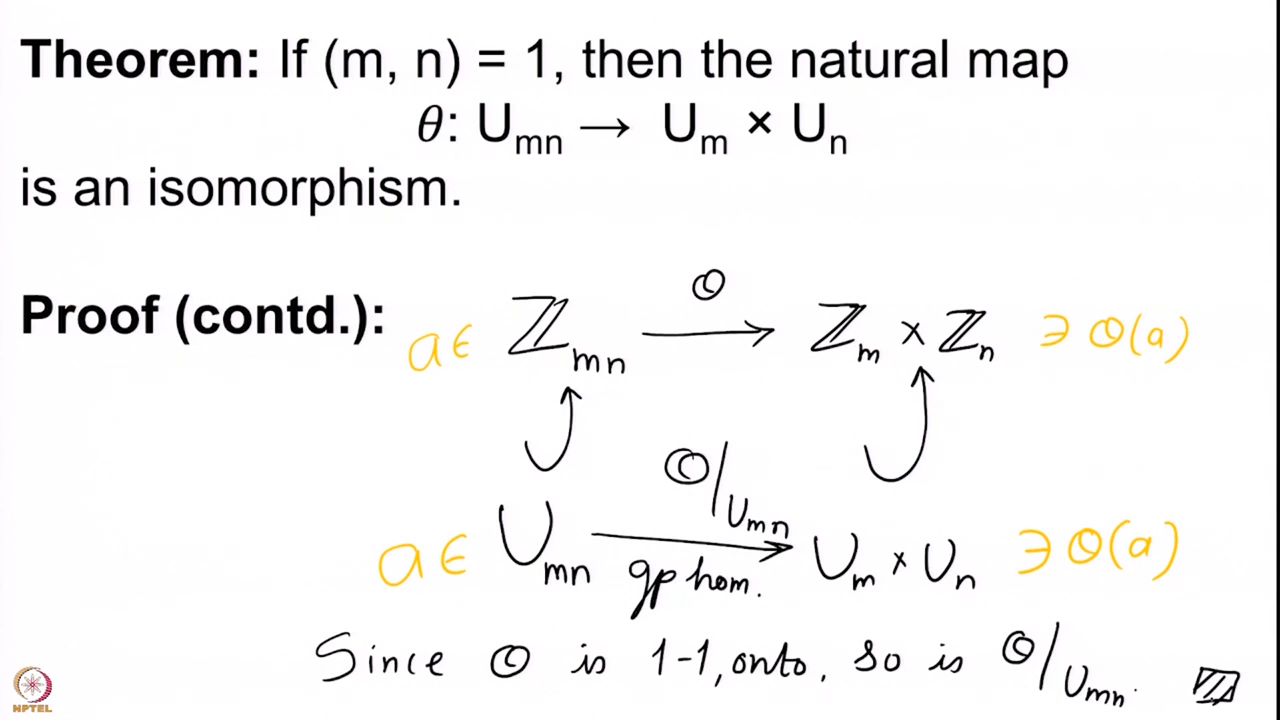 Theorem: If (m, n) = 1, then the natural map
θ: Uₘₙ → Uₘ × Uₙ
is an isomorphism.
Proof (contd.): a ∈ ℤₘₙ ⟶ ℤₘ × ℤₙ ∋ θ(a)
θ
θ/Uₘₙ
a ∈ Uₘₙ ⟶ Uₘ × Uₙ ∋ θ(a)
gp hom.
Since θ is 1-1, onto, so is θ/Uₘₙ.
NPTEL